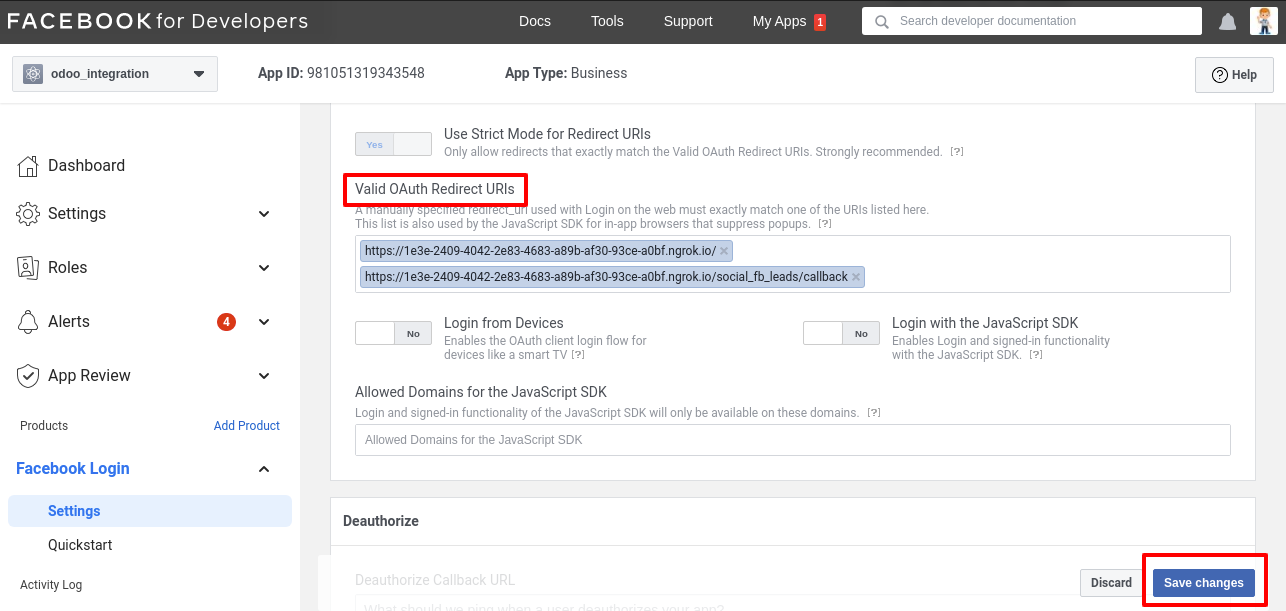 FACEBOOK for Developers
Docs
Tools
Support
My Apps 1
Search developer documentation
odoo_integration
App ID: 981051319343548
App Type: Business
Help
Dashboard
Settings
Roles
Alerts 4
App Review
Products
Add Product
Facebook Login
Settings
Quickstart
Activity Log
Yes
Use Strict Mode for Redirect URIs
Only allow redirects that exactly match the Valid OAuth Redirect URIs. Strongly recommended. [?]
Valid OAuth Redirect URIs
A manually specified redirect_uri used with Login on the web must exactly match one of the URIs listed here.
This list is also used by the JavaScript SDK for in-app browsers that suppress popups. [?]
https://1e3e-2409-4042-2e83-4683-a89b-af30-93ce-a0bf.ngrok.io/ ×
https://1e3e-2409-4042-2e83-4683-a89b-af30-93ce-a0bf.ngrok.io/social_fb_leads/callback ×
No
Login from Devices
Enables the OAuth client login flow for
devices like a smart TV [?]
No
Login with the JavaScript SDK
Enables Login and signed-in functionality
with the JavaScript SDK. [?]
Allowed Domains for the JavaScript SDK
Login and signed-in functionality of the JavaScript SDK will only be available on these domains. [?]
Allowed Domains for the JavaScript SDK
Deauthorize
Deauthorize Callback URL
What should we ping when a user deauthorizes your app?
Discard
Save changes